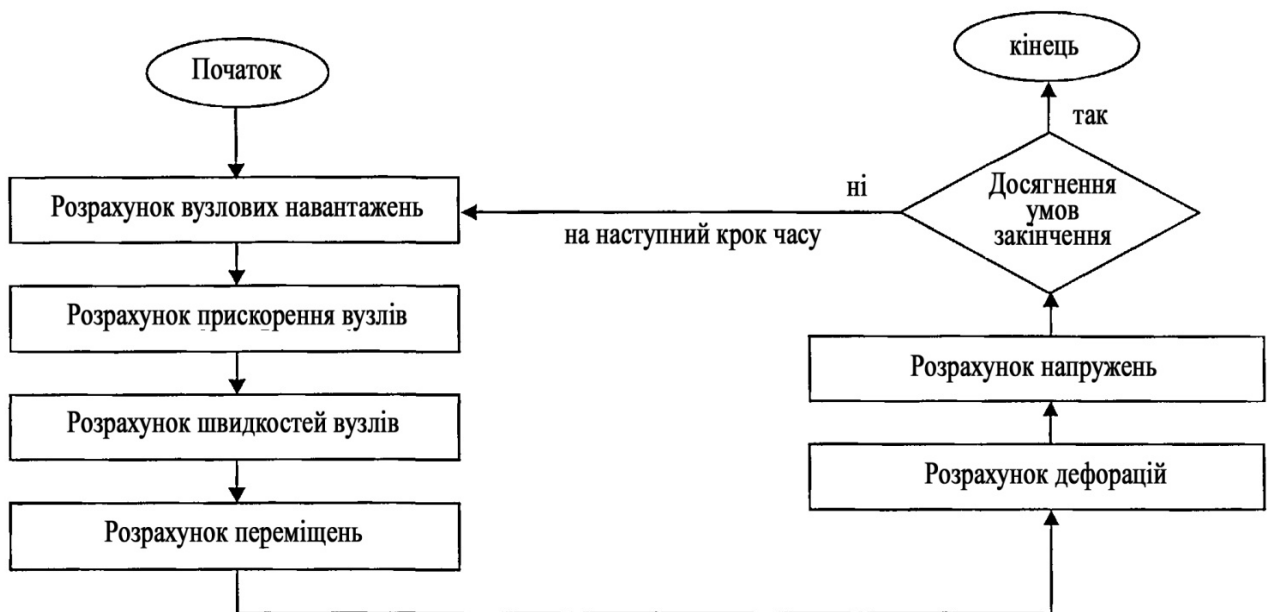 Початок
Розрахунок вузлових навантажень
Розрахунок прискорення вузлів
Розрахунок швидкостей вузлів
Розрахунок переміщень
Розрахунок дефорацій
Розрахунок напружень
Досягнення
умов
закінчення
ні
на наступний крок часу
так
кінець